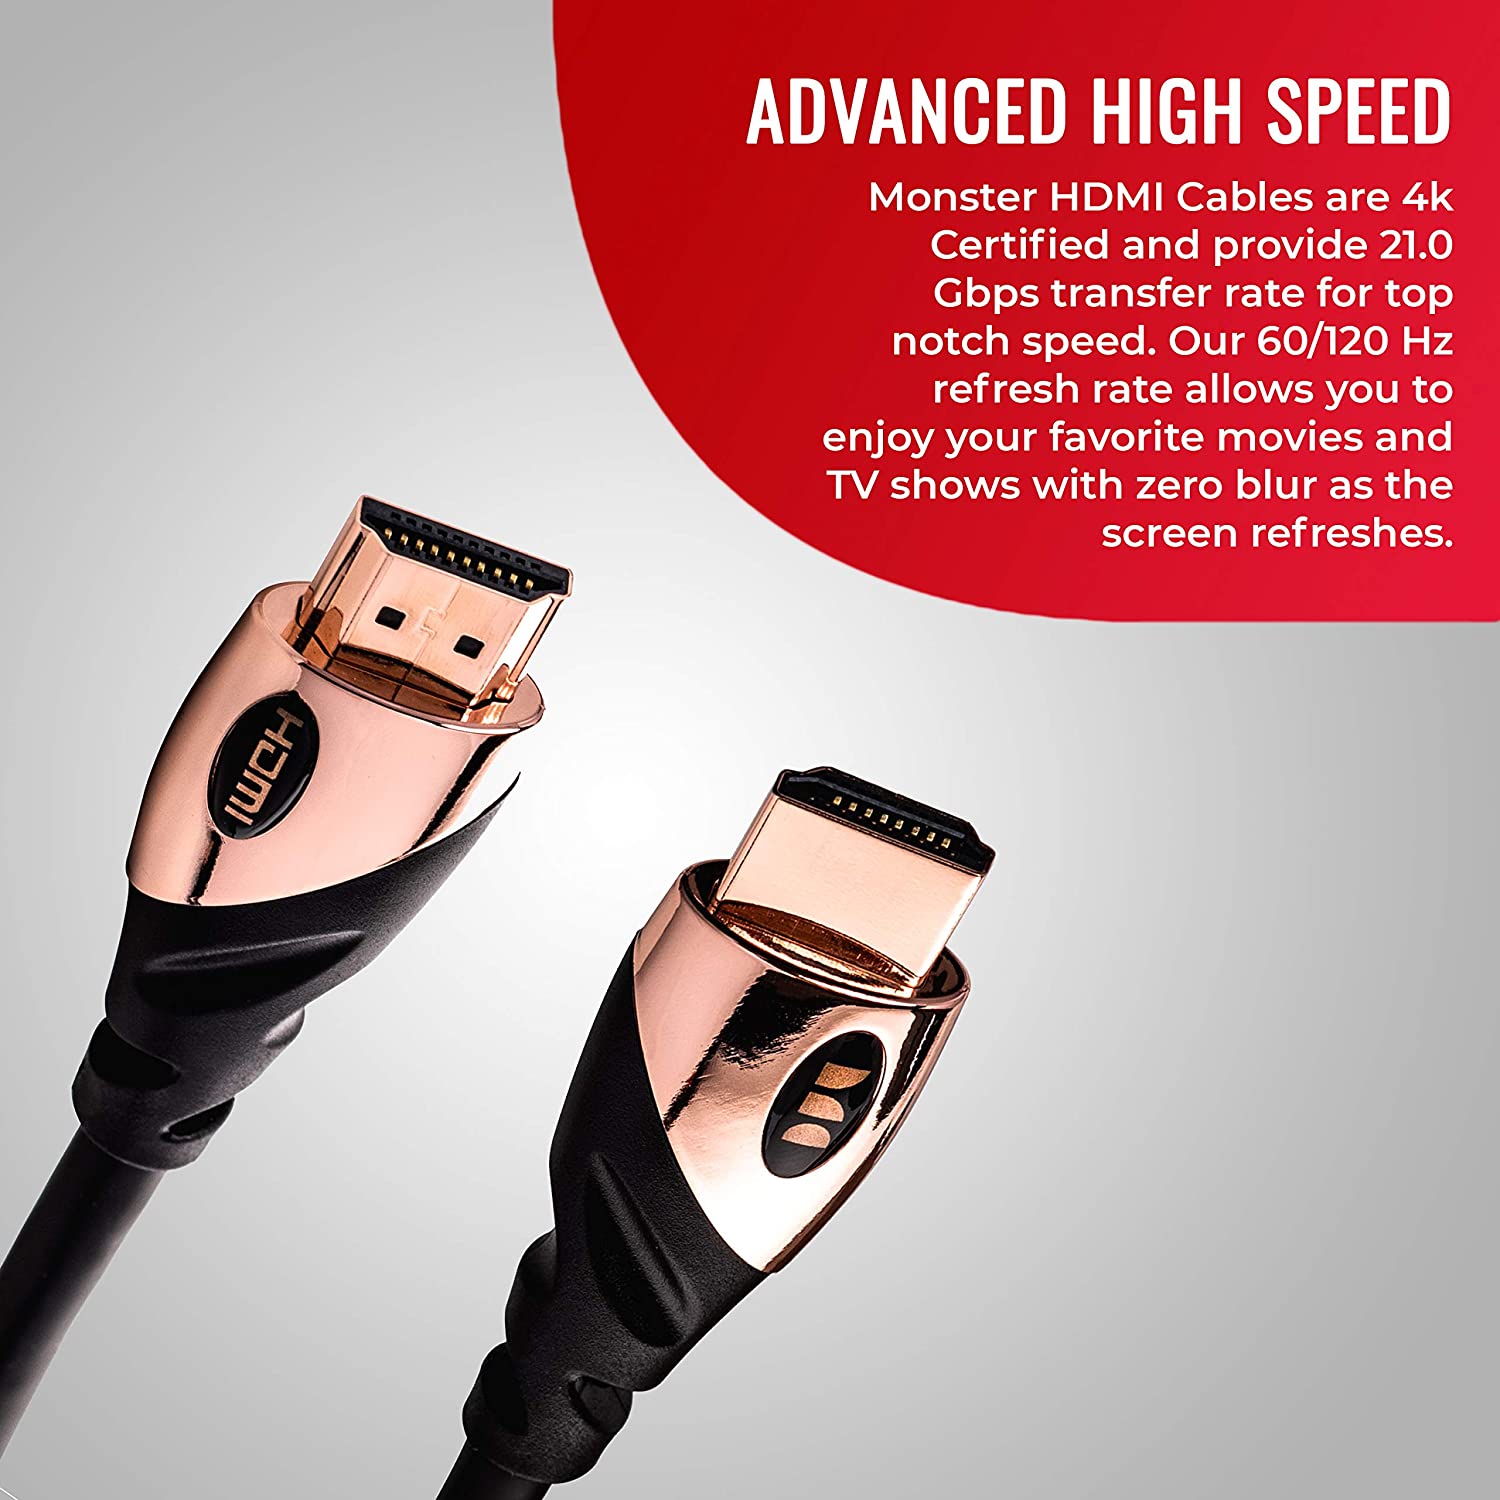 ADVANCED HIGH SPEED
Monster HDMI Cables are 4k
Certified and provide 21.0
Gbps transfer rate for top
notch speed. Our 60/120 Hz
refresh rate allows you to
enjoy your favorite movies and
TV shows with zero blur as the
screen refreshes.
HDMI